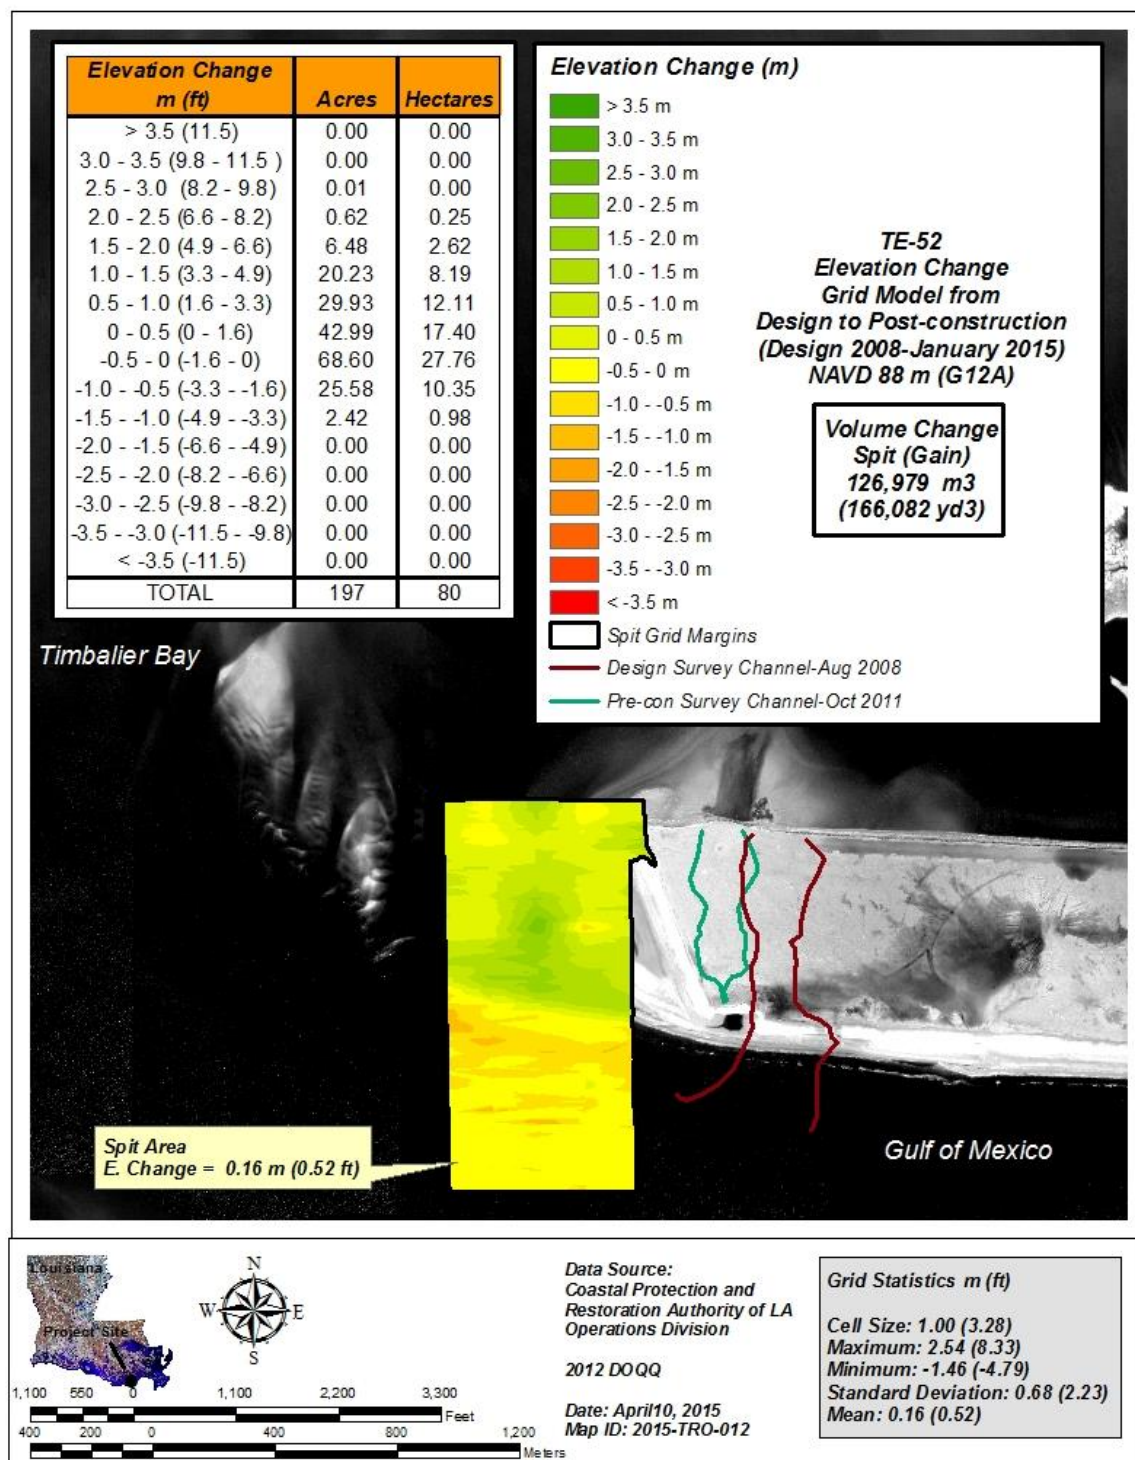 Elevation Change
m (ft) Acres Hectares
> 3.5 (11.5) 0.00 0.00
3.0 - 3.5 (9.8 - 11.5 ) 0.00 0.00
2.5 - 3.0 (8.2 - 9.8) 0.01 0.00
2.0 - 2.5 (6.6 - 8.2) 0.62 0.25
1.5 - 2.0 (4.9 - 6.6) 6.48 2.62
1.0 - 1.5 (3.3 - 4.9) 20.23 8.19
0.5 - 1.0 (1.6 - 3.3) 29.93 12.11
0 - 0.5 (0 - 1.6) 42.99 17.40
-0.5 - 0 (-1.6 - 0) 68.60 27.76
-1.0 - -0.5 (-3.3 - -1.6) 25.58 10.35
-1.5 - -1.0 (-4.9 - -3.3) 2.42 0.98
-2.0 - -1.5 (-6.6 - -4.9) 0.00 0.00
-2.5 - -2.0 (-8.2 - -6.6) 0.00 0.00
-3.0 - -2.5 (-9.8 - -8.2) 0.00 0.00
-3.5 - -3.0 (-11.5 - -9.8) 0.00 0.00
< -3.5 (-11.5) 0.00 0.00
TOTAL 197 80
Elevation Change (m)
> 3.5 m
3.0 - 3.5 m
2.5 - 3.0 m
2.0 - 2.5 m
1.5 - 2.0 m
1.0 - 1.5 m
0.5 - 1.0 m
0 - 0.5 m
-0.5 - 0 m
-1.0 - -0.5 m
-1.5 - -1.0 m
-2.0 - -1.5 m
-2.5 - -2.0 m
-3.0 - -2.5 m
-3.5 - -3.0 m
< -3.5 m
Spit Grid Margins
Design Survey Channel-Aug 2008
Pre-con Survey Channel-Oct 2011
TE-52
Elevation Change
Grid Model from
Design to Post-construction
(Design 2008-January 2015)
NAVD 88 m (G12A)
Volume Change
Spit (Gain)
126,979 m3
(166,082 yd3)
Timbalier Bay
Spit Area
E. Change = 0.16 m (0.52 ft)
Gulf of Mexico
Louisiana
Project Site
N
W E
S
1,100 550 0 1,100 2,200 3,300
Feet
400 200 0 400 800 1,200
Meters
Data Source:
Coastal Protection and
Restoration Authority of LA
Operations Division
2012 DOQQ
Date: April10, 2015
Map ID: 2015-TRO-012
Grid Statistics m (ft)
Cell Size: 1.00 (3.28)
Maximum: 2.54 (8.33)
Minimum: -1.46 (-4.79)
Standard Deviation: 0.68 (2.23)
Mean: 0.16 (0.52)